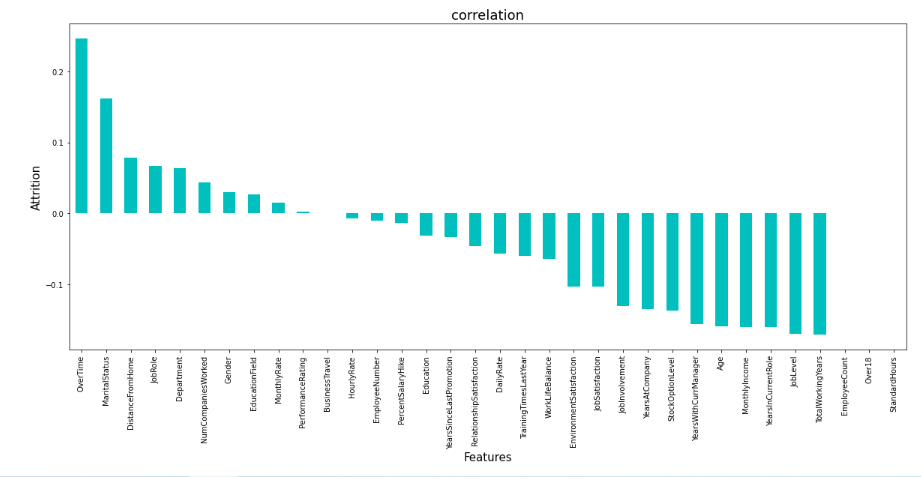 correlation
0.2
0.1
0.0
−0.1
Attrition
OverTime
MaritalStatus
DistanceFromHome
JobRole
Department
NumCompaniesWorked
Gender
EducationField
MonthlyRate
PerformanceRating
BusinessTravel
HourlyRate
EmployeeNumber
PercentSalaryHike
Education
YearsSinceLastPromotion
RelationshipSatisfaction
DailyRate
TrainingTimesLastYear
WorkLifeBalance
EnvironmentSatisfaction
JobSatisfaction
JobInvolvement
YearsAtCompany
StockOptionLevel
YearsWithCurrManager
Age
MonthlyIncome
YearsInCurrentRole
JobLevel
TotalWorkingYears
EmployeeCount
Over18
StandardHours
Features